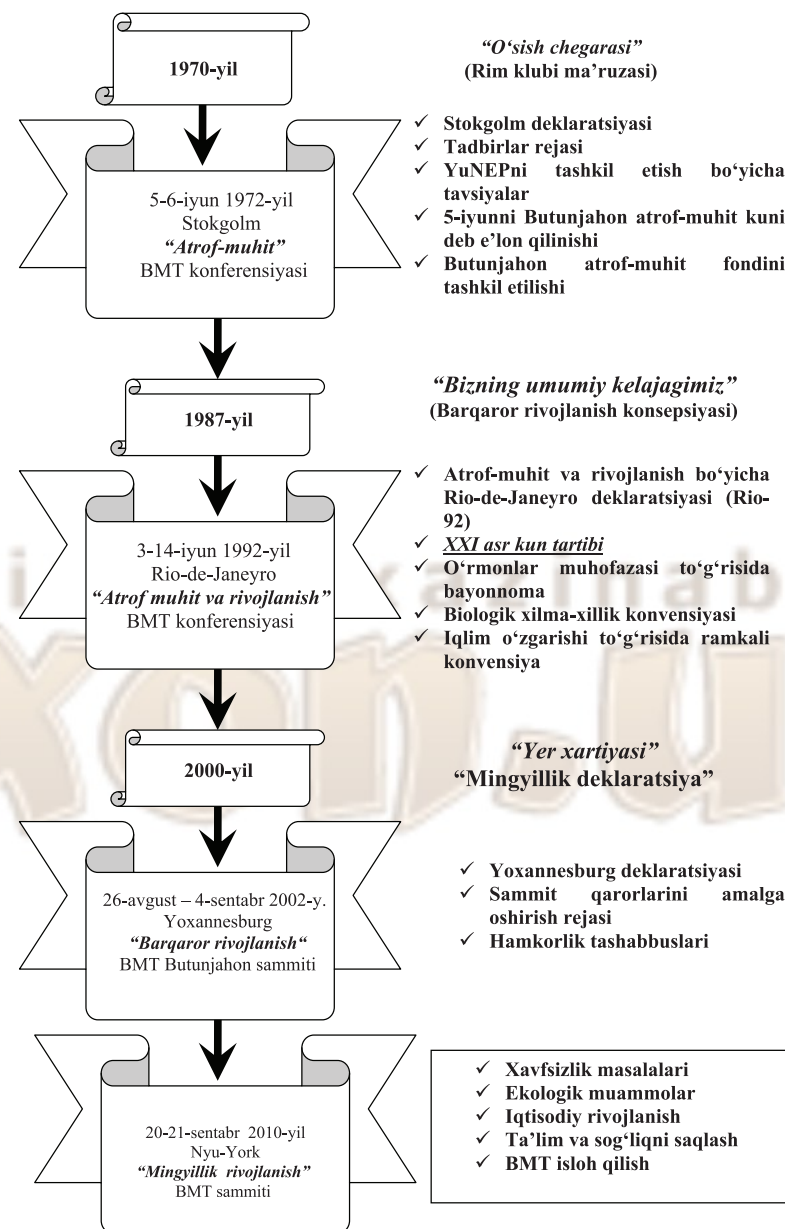 1970-yil
“O‘sish chegarasi”
(Rim klubi ma’ruzasi)
5-6-iyun 1972-yil
Stokgolm
“Atrof-muhit”
BMT konferensiyasi
✓ Stokgolm deklaratsiyasi
✓ Tadbirlar rejasi
✓ YuNEPni tashkil etish bo‘yicha
tavsiyalar
✓ 5-iyunni Butunjahon atrof-muhit kuni
deb e’lon qilinishi
✓ Butunjahon atrof-muhit fondini
tashkil etilishi
1987-yil
“Bizning umumiy kelajagimiz”
(Barqaror rivojlanish konsepsiyasi)
3-14-iyun 1992-yil
Rio-de-Janeyro
“Atrof muhit va rivojlanish”
BMT konferensiyasi
✓ Atrof-muhit va rivojlanish bo‘yicha
Rio-de-Janeyro deklaratsiyasi (Rio-
92)
✓ XXI asr kun tartibi
✓ O‘rmonlar muhofazasi to‘g‘risida
bayonnoma
✓ Biologik xilma-xillik konvensiyasi
✓ Iqlim o‘zgarishi to‘g‘risida ramkali
konvensiya
2000-yil
“Yer xartiyasi”
“Mingyillik deklaratsiya”
26-avgust – 4-sentabr 2002-y.
Yoxannesburg
“Barqaror rivojlanish“
BMT Butunjahon sammiti
✓ Yoxannesburg deklaratsiyasi
✓ Sammit qarorlarini amalga
oshirish rejasi
✓ Hamkorlik tashabbuslari
20-21-sentabr 2010-yil
Nyu-York
“Mingyillik rivojlanish”
BMT sammiti
✓ Xavfsizlik masalalari
✓ Ekologik muammolar
✓ Iqtisodiy rivojlanish
✓ Ta’lim va sog‘liqni saqlash
✓ BMT isloh qilish